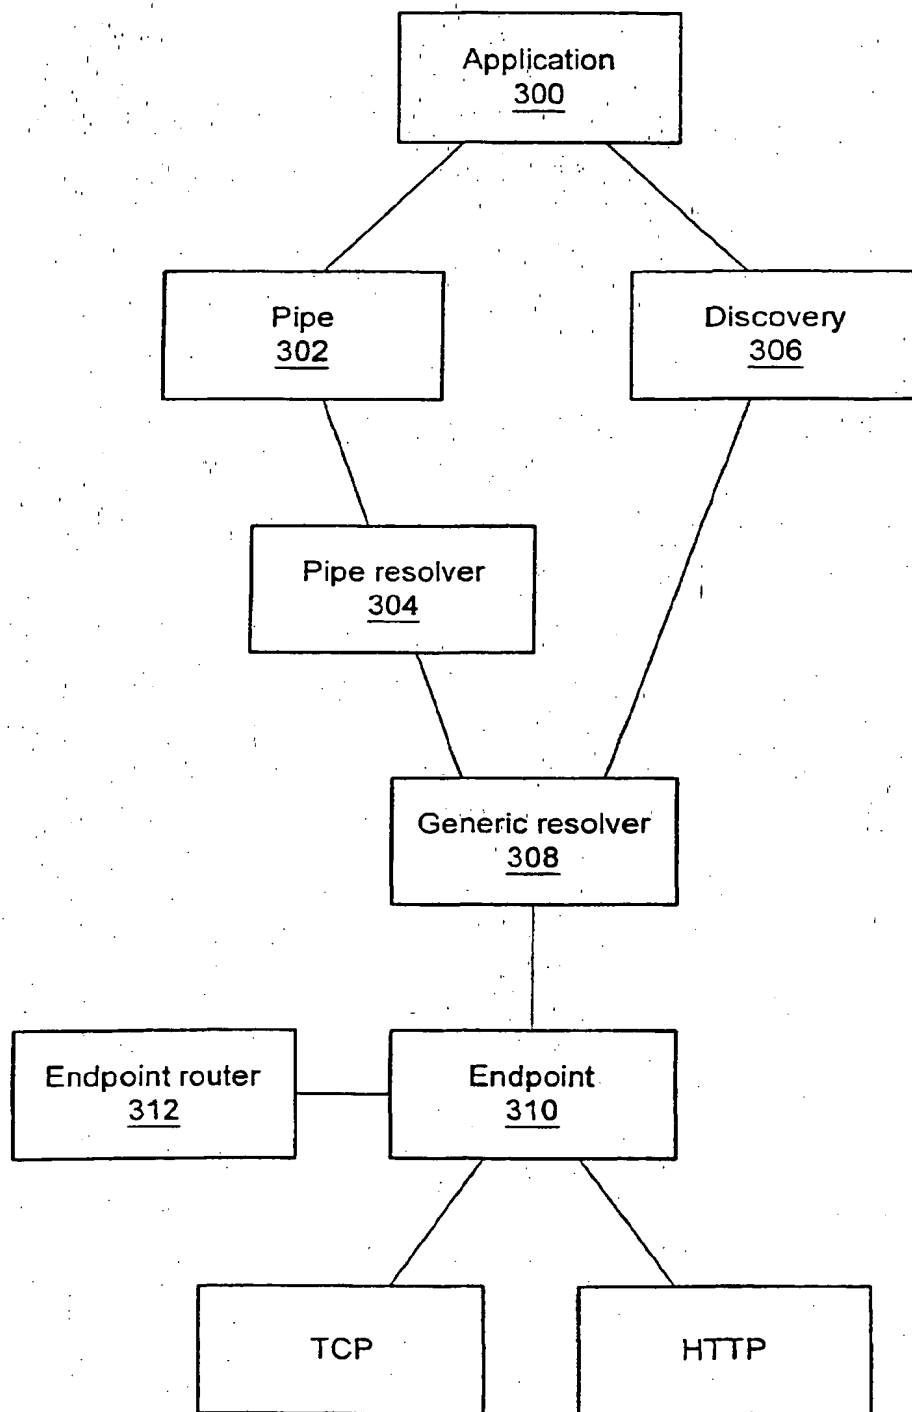 Application
300
Pipe
302
Discovery
306
Pipe resolver
304
Generic resolver
308
Endpoint router
312
Endpoint
310
TCP
HTTP